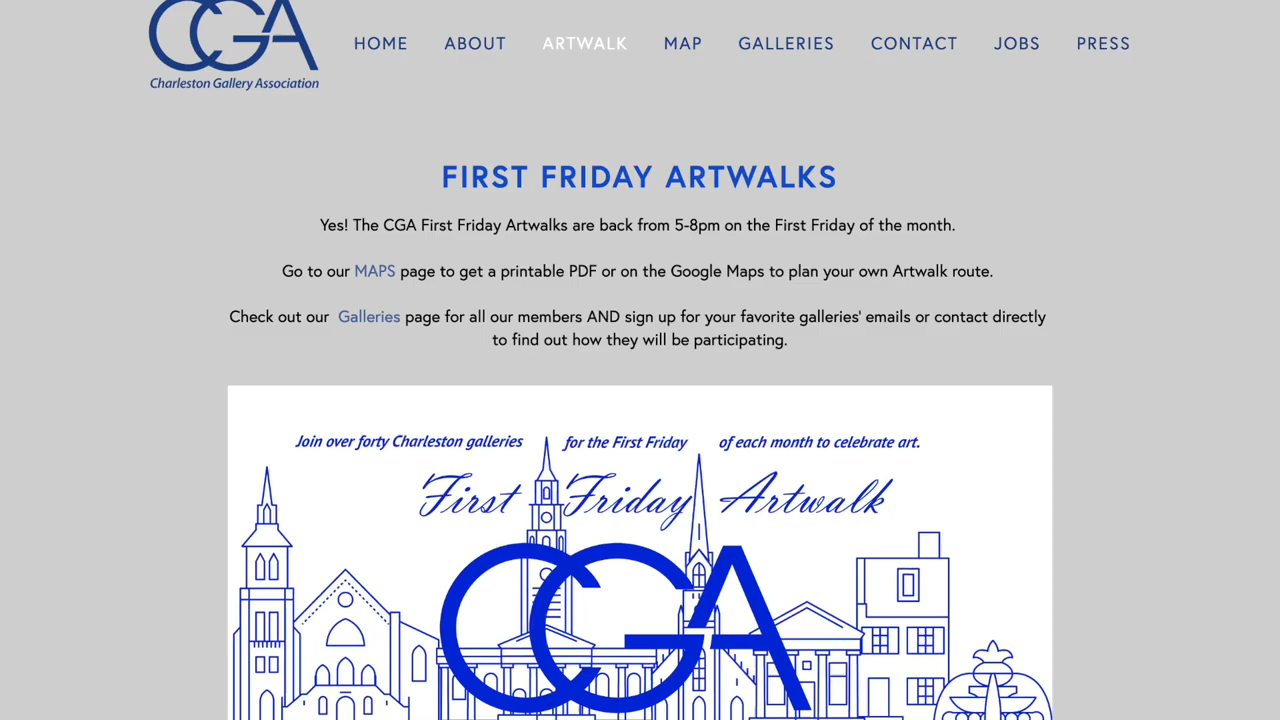 CGA
Charleston Gallery Association
HOME ABOUT ARTWALK MAP GALLERIES CONTACT JOBS PRESS
FIRST FRIDAY ARTWALKS
Yes! The CGA First Friday Artwalks are back from 5-8pm on the First Friday of the month.
Go to our MAPS page to get a printable PDF or on the Google Maps to plan your own Artwalk route.
Check out our Galleries page for all our members AND sign up for your favorite galleries' emails or contact directly
to find out how they will be participating.
Join over forty Charleston galleries for the First Friday of each month to celebrate art.
First Friday Artwalk
CGA